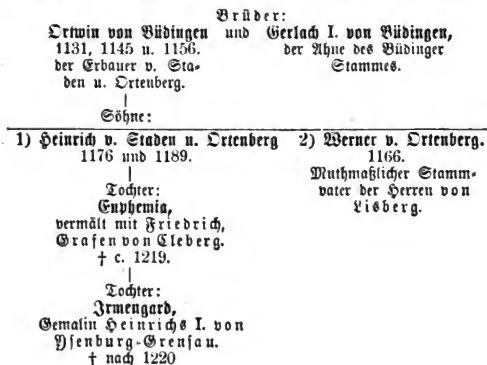 Brüder:
Ortwin von Büdingen und Gerlach I. von Büdingen,
1131, 1145 u. 1156. der Ahne des Büdinger
der Erbauer v. Sta- Stammes.
den u. Ortenberg.
Söhne:
1) Heinrich v. Staden u. Ortenberg 2) Werner v. Ortenberg.
1176 und 1189. 1166.
Tochter: Muthmaßlicher Stamm-
Euphemia, vater der Herren von
vermält mit Friedrich, Lisberg.
Grafen von Cleberg.
† c. 1219.
Tochter:
Irmengard,
Gemalin Heinrichs I. von
Ysenburg-Grensau.
† nach 1220